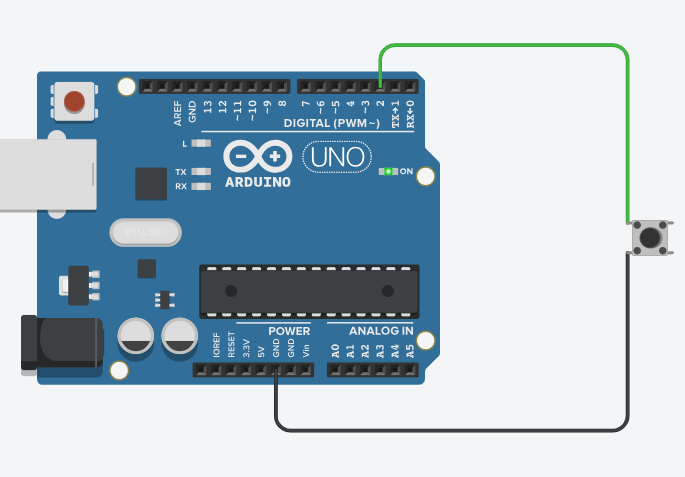 AREF
GND
13
12
~11
~10
~9
8
7
~6
~5
4
~3
2
TX→1
RX←0
DIGITAL (PWM~)
L
TX
RX
ARDUINO
UNO
ON
POWER
ANALOG IN
IOREF
RESET
3.3V
5V
GND
GND
Vin
A0
A1
A2
A3
A4
A5